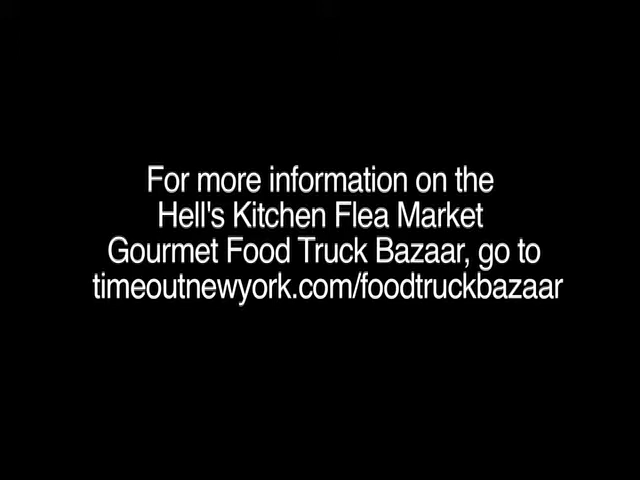 For more information on the
Hell's Kitchen Flea Market
Gourmet Food Truck Bazaar, go to
timeoutnewyork.com/foodtruckbazaar